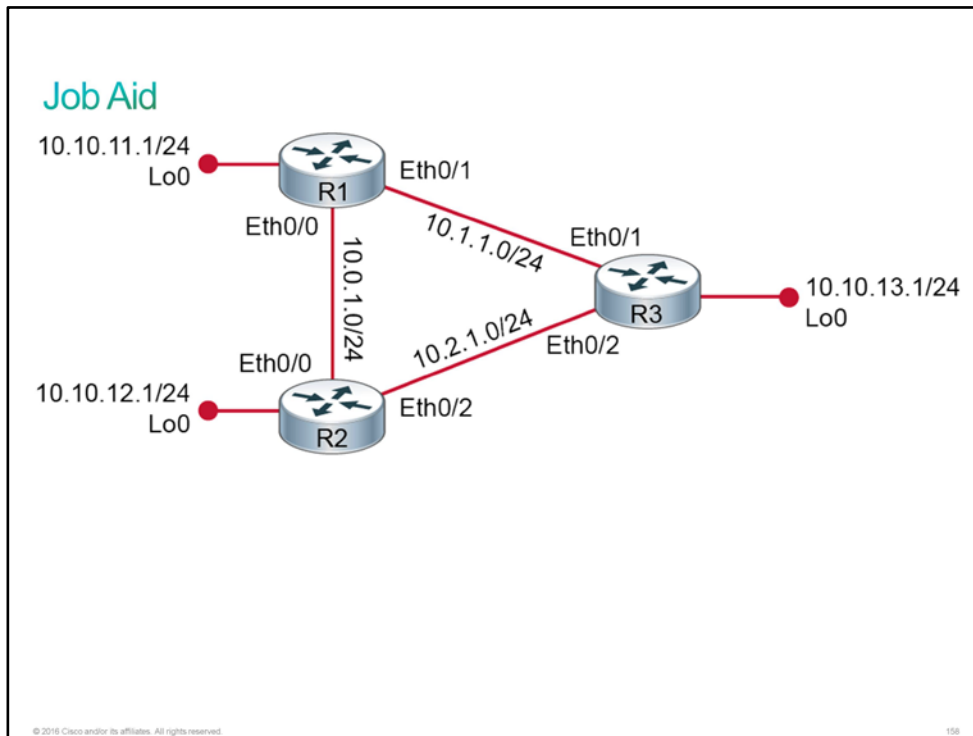 Job Aid
10.10.11.1/24
Lo0
R1
Eth0/1
Eth0/0
10.1.1.0/24
Eth0/1
10.0.1.0/24
R3
10.10.13.1/24
Lo0
10.2.1.0/24
Eth0/2
Eth0/0
10.10.12.1/24
Lo0
R2
Eth0/2
© 2016 Cisco and/or its affiliates. All rights reserved.
158